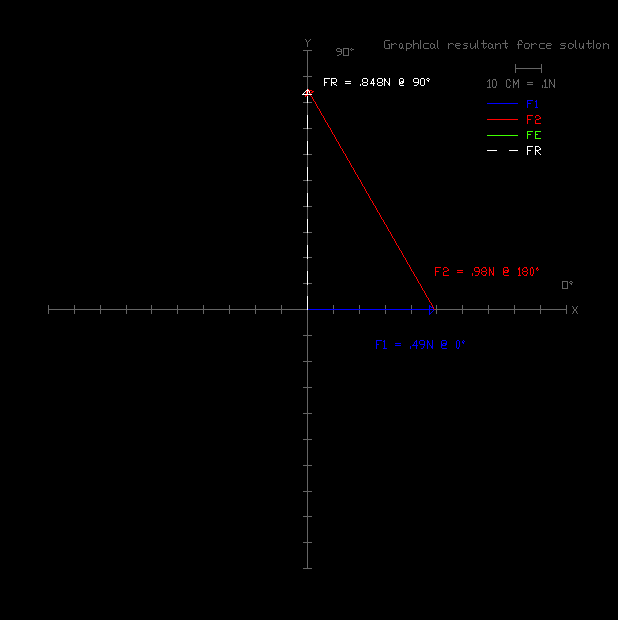 Y
90°
Graphical resultant force solution
FR = .848N @ 90°
10 CM = .1N
F1
F2
FE
FR
F2 = .98N @ 180°
0°
X
F1 = .49N @ 0°